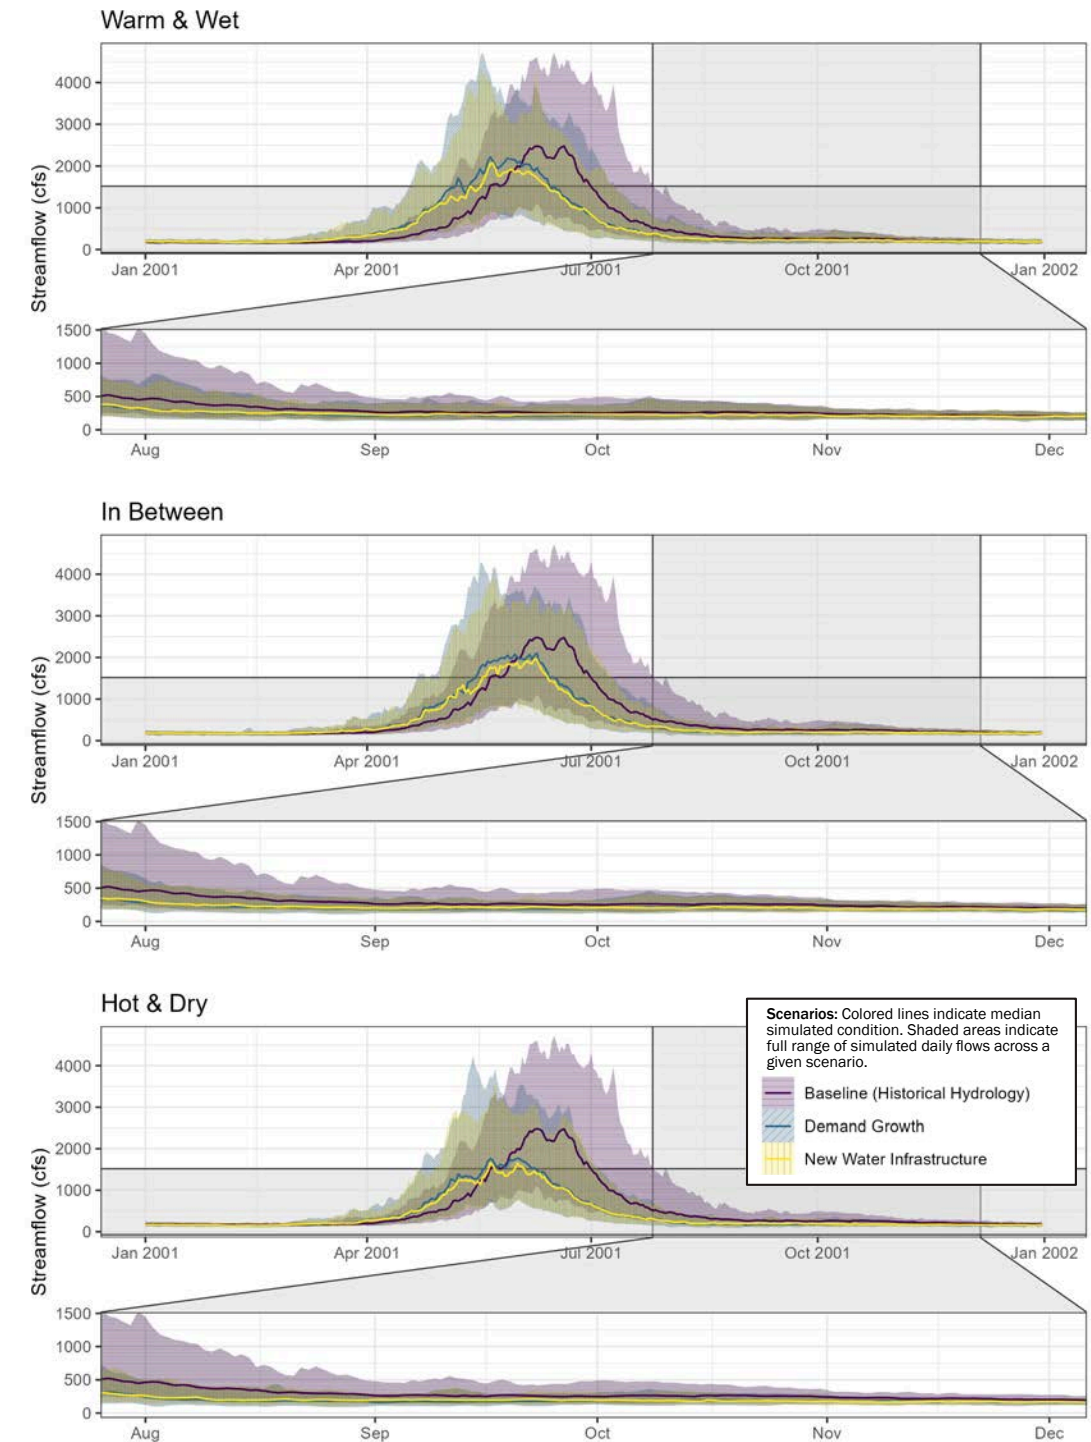 Warm & Wet
Streamflow (cfs)
4000
3000
2000
1000
0
Jan 2001 Apr 2001 Jul 2001 Oct 2001 Jan 2002
1500
1000
500
0
Aug Sep Oct Nov Dec
In Between
Streamflow (cfs)
4000
3000
2000
1000
0
Jan 2001 Apr 2001 Jul 2001 Oct 2001 Jan 2002
1500
1000
500
0
Aug Sep Oct Nov Dec
Hot & Dry
Streamflow (cfs)
4000
3000
2000
1000
0
Scenarios: Colored lines indicate median
simulated condition. Shaded areas indicate
full range of simulated daily flows across a
given scenario.
Baseline (Historical Hydrology)
Demand Growth
New Water Infrastructure
Jan 2001 Apr 2001 Jul 2001 Oct 2001 Jan 2002
1500
1000
500
0
Aug Sep Oct Nov Dec